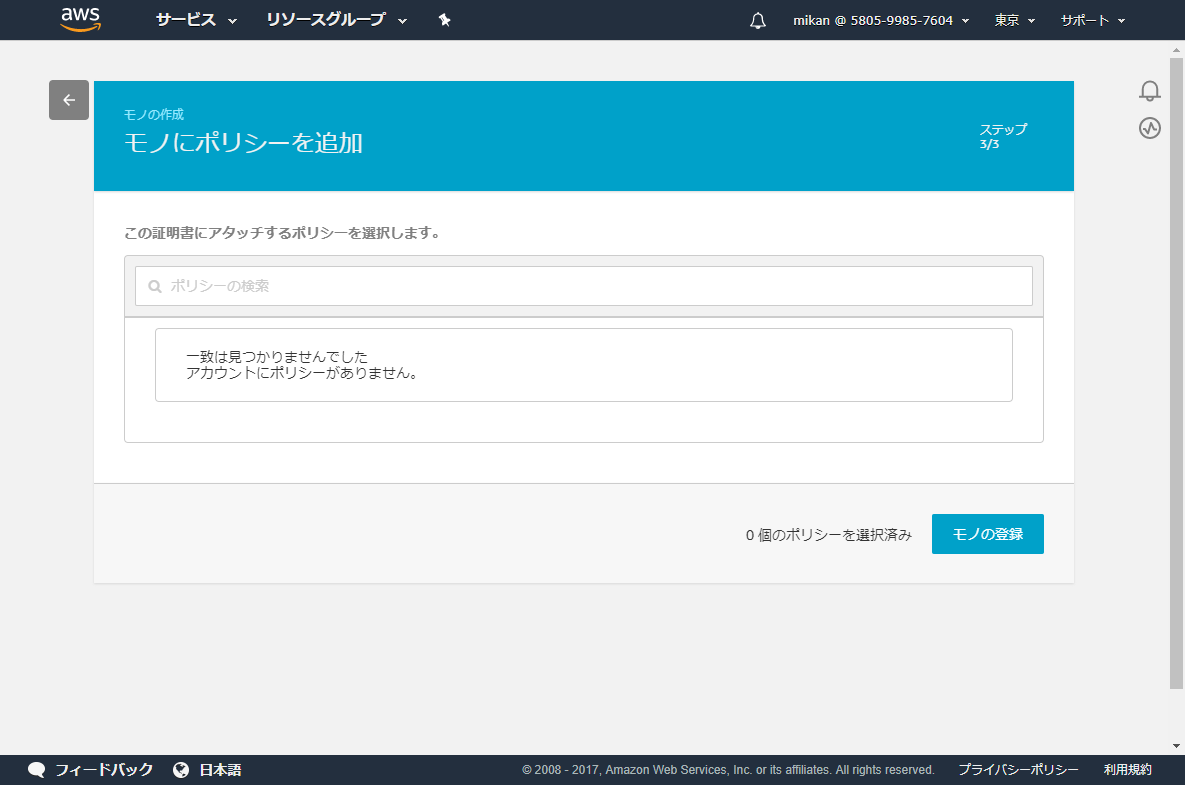 aws サービス リソースグループ mikan @ 5805-9985-7604 東京 サポート
モノの作成
モノにポリシーを追加
ステップ
3/3
この証明書にアタッチするポリシーを選択します。
ポリシーの検索
一致は見つかりませんでした
アカウントにポリシーがありません。
0 個のポリシーを選択済み モノの登録
フィードバック 日本語 © 2008 - 2017, Amazon Web Services, Inc. or its affiliates. All rights reserved. プライバシーポリシー 利用規約